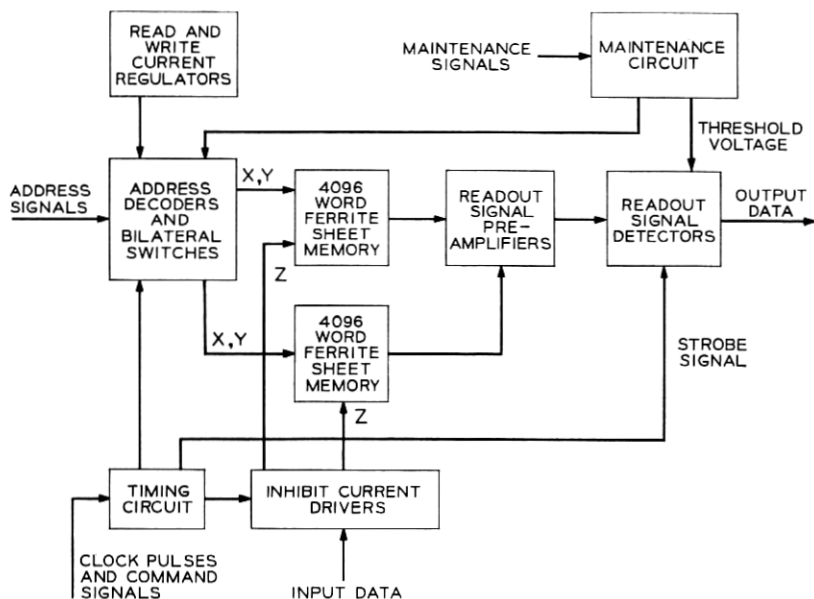 READ AND
WRITE
CURRENT
REGULATORS
MAINTENANCE
SIGNALS
MAINTENANCE
CIRCUIT
THRESHOLD
VOLTAGE
ADDRESS
SIGNALS
ADDRESS
DECODERS
AND
BILATERAL
SWITCHES
X,Y
4096
WORD
FERRITE
SHEET
MEMORY
READOUT
SIGNAL
PRE-
AMPLIFIERS
READOUT
SIGNAL
DETECTORS
OUTPUT
DATA
Z
X,Y
4096
WORD
FERRITE
SHEET
MEMORY
STROBE
SIGNAL
Z
TIMING
CIRCUIT
INHIBIT CURRENT
DRIVERS
CLOCK PULSES
AND COMMAND
SIGNALS
INPUT DATA